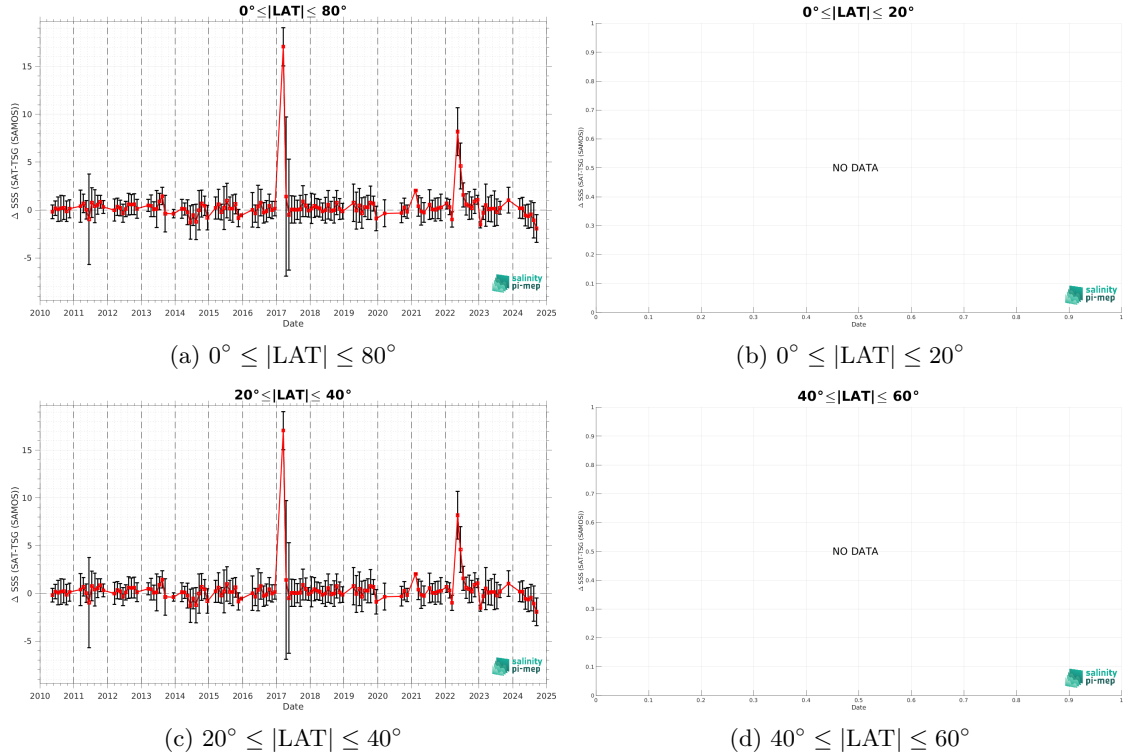 0°≤|LAT|≤ 80°
Δ SSS (SAT-TSG (SAMOS))
15
10
5
0
-5
2010 2011 2012 2013 2014 2015 2016 2017 2018 2019 2020 2021 2022 2023 2024 2025
Date
salinity
pi-mep
(a) 0° ≤ |LAT| ≤ 80°
0°≤|LAT|≤ 20°
Δ SSS (SAT-TSG (SAMOS))
1
0.9
0.8
0.7
0.6
0.5
0.4
0.3
0.2
0.1
0
NO DATA
0 0.1 0.2 0.3 0.4 0.5 0.6 0.7 0.8 0.9 1
Date
salinity
pi-mep
(b) 0° ≤ |LAT| ≤ 20°
20°≤|LAT|≤ 40°
Δ SSS (SAT-TSG (SAMOS))
15
10
5
0
-5
2010 2011 2012 2013 2014 2015 2016 2017 2018 2019 2020 2021 2022 2023 2024 2025
Date
salinity
pi-mep
(c) 20° ≤ |LAT| ≤ 40°
40°≤|LAT|≤ 60°
Δ SSS (SAT-TSG (SAMOS))
1
0.9
0.8
0.7
0.6
0.5
0.4
0.3
0.2
0.1
0
NO DATA
0 0.1 0.2 0.3 0.4 0.5 0.6 0.7 0.8 0.9 1
Date
salinity
pi-mep
(d) 40° ≤ |LAT| ≤ 60°